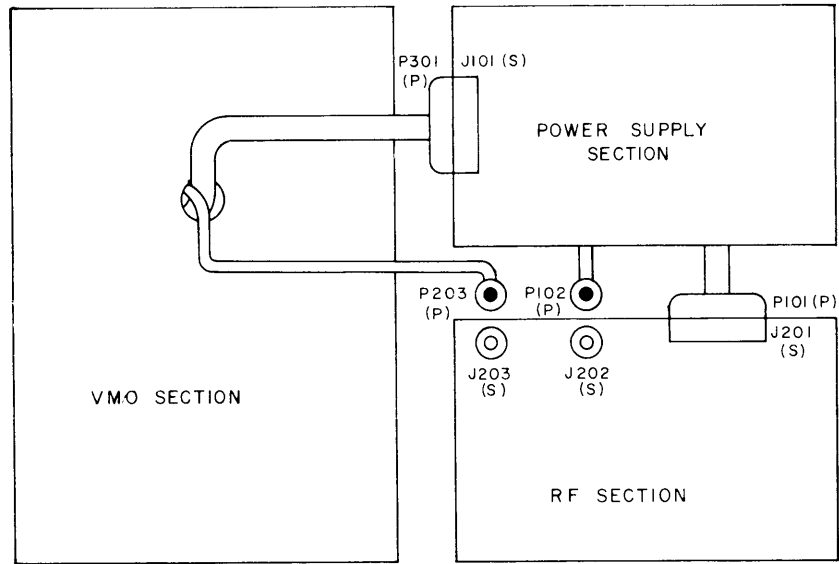 P301
(P)
J101 (S)
POWER SUPPLY
SECTION
P203
(P)
P102
(P)
P101 (P)
J201
(S)
J203
(S)
J202
(S)
VMO SECTION
RF SECTION